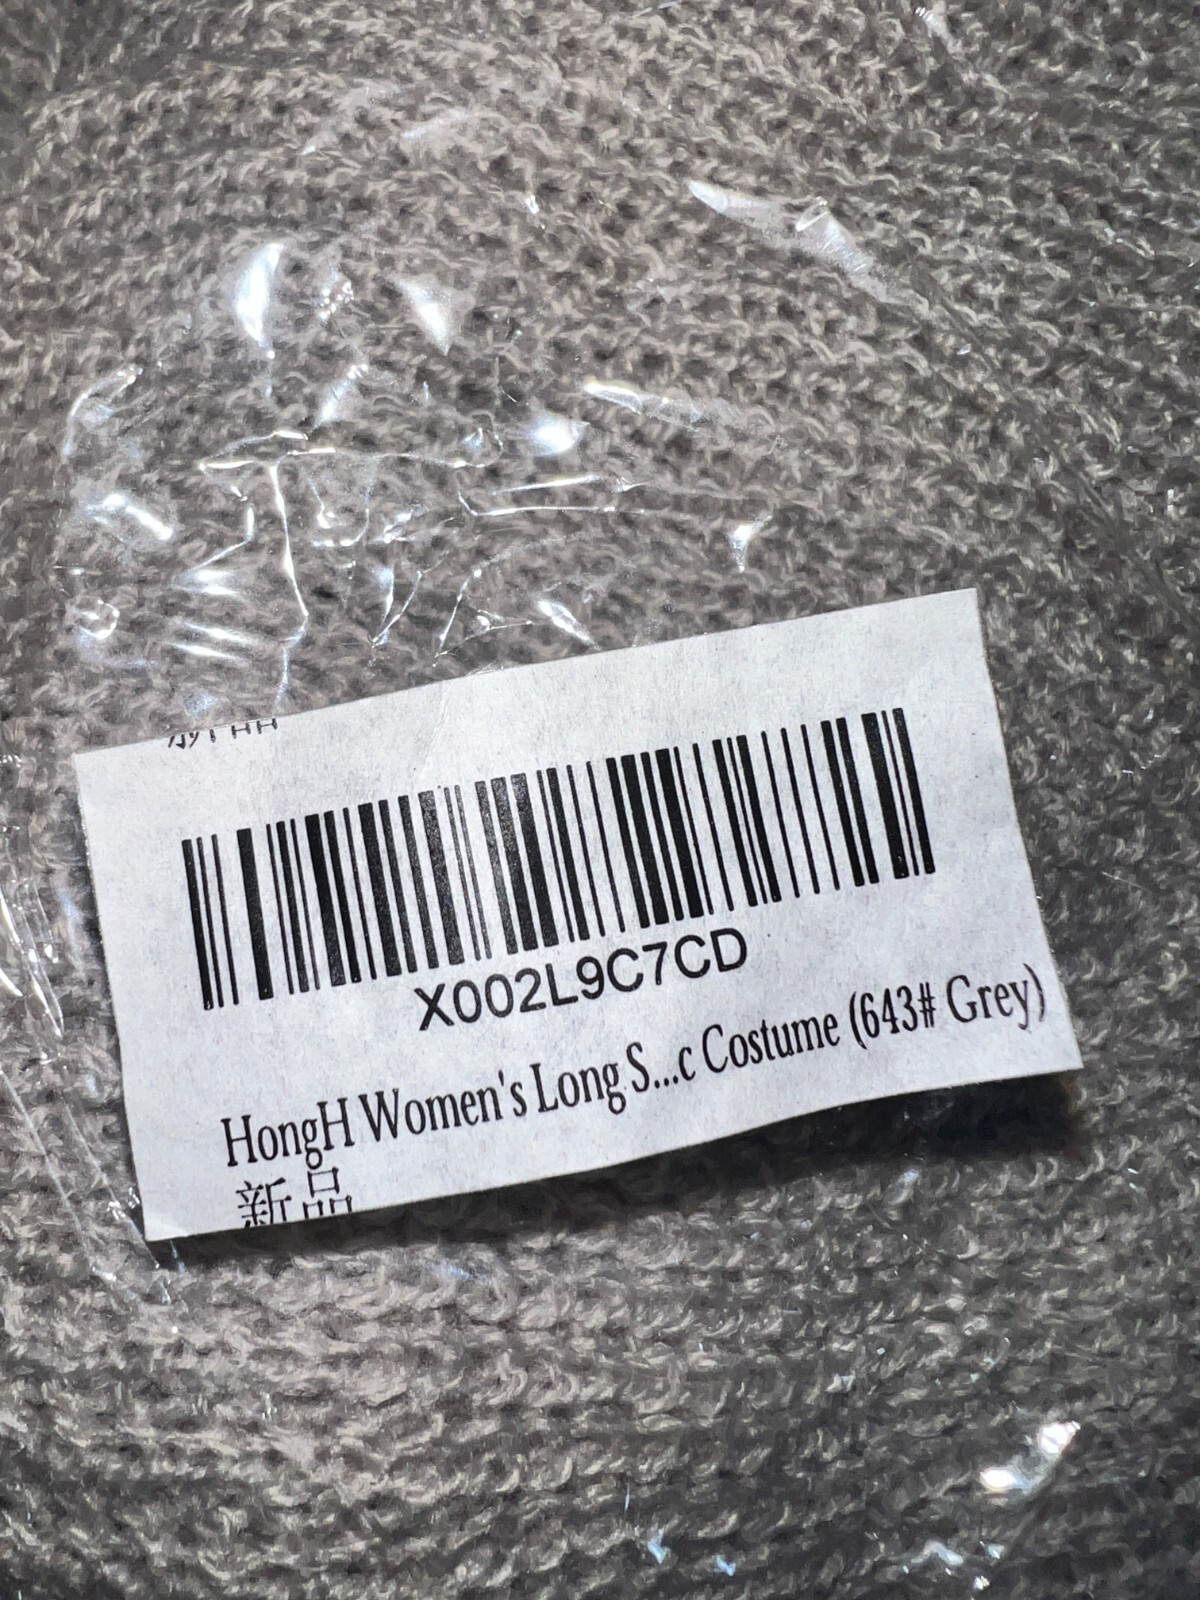 X002L9C7CD
HongH Women's Long S...c Costume (643# Grey)
新品